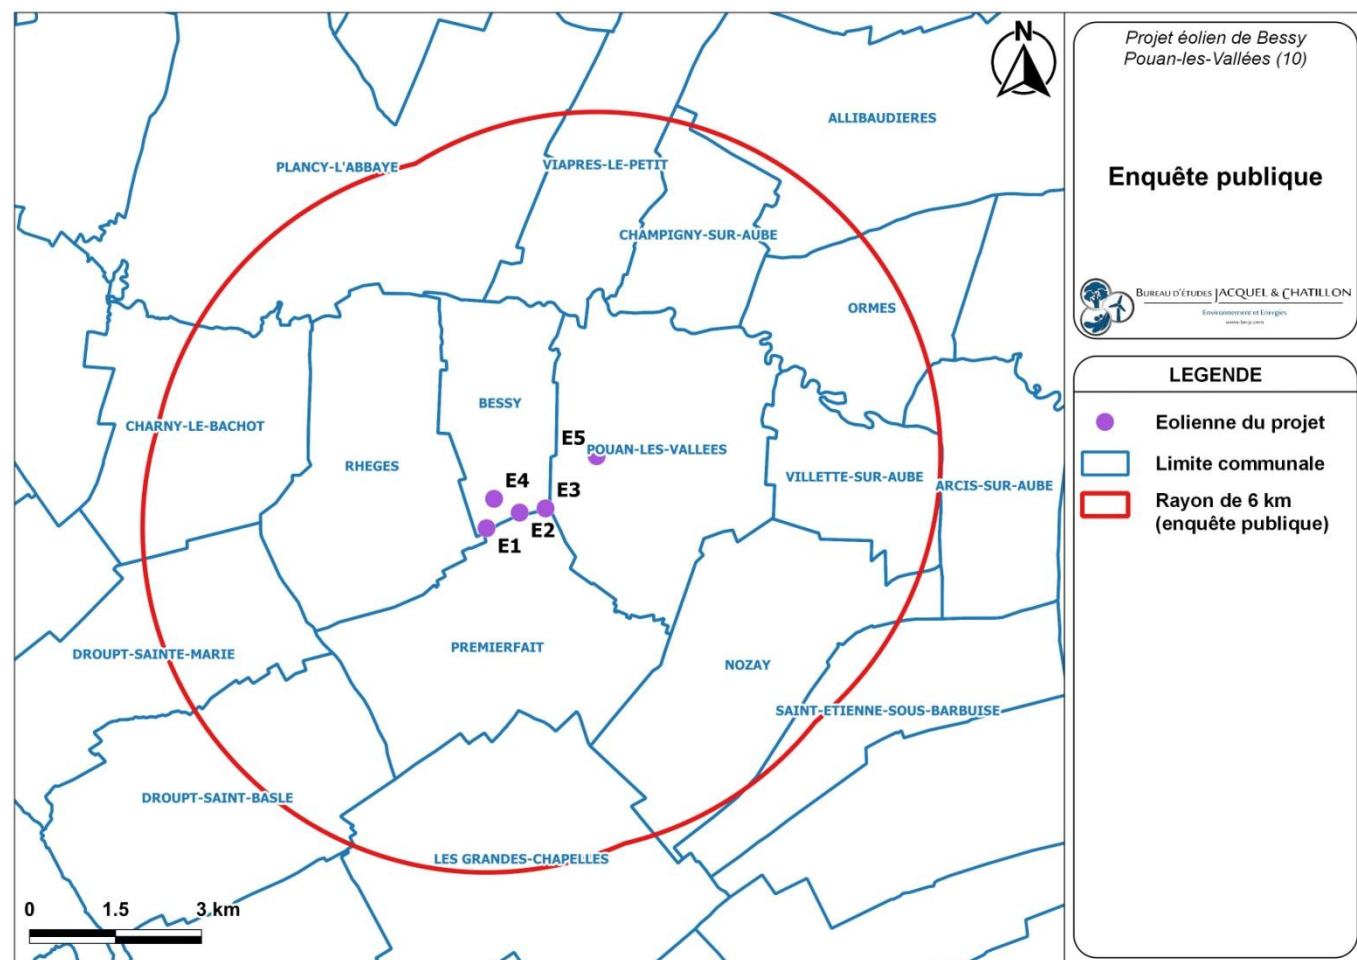 N
PLANCY-L'ABBAYE
VIAPRES-LE-PETIT
ALLIBAUDIERES
CHAMPIGNY-SUR-AUBE
ORMES
CHARNY-LE-BACHOT
RHEGES
BESSY
E5
POUAN-LES-VALLEES
VILLETTE-SUR-AUBE
ARCIS-SUR-AUBE
E4
E3
E2
E1
DROUPT-SAINTE-MARIE
PREMIERFAIT
NOZAY
SAINT-ETIENNE-SOUS-BARBUISE
DROUPT-SAINT-BASLE
LES GRANDES-CHAPELLES
0 1.5 3 km
Projet éolien de Bessy
Pouan-les-Vallées (10)
Enquête publique
BUREAU D'ÉTUDES JACQUEL & CHATILLON
Environnement et Energies
LEGENDE
Eolienne du projet
Limite communale
Rayon de 6 km
(enquête publique)